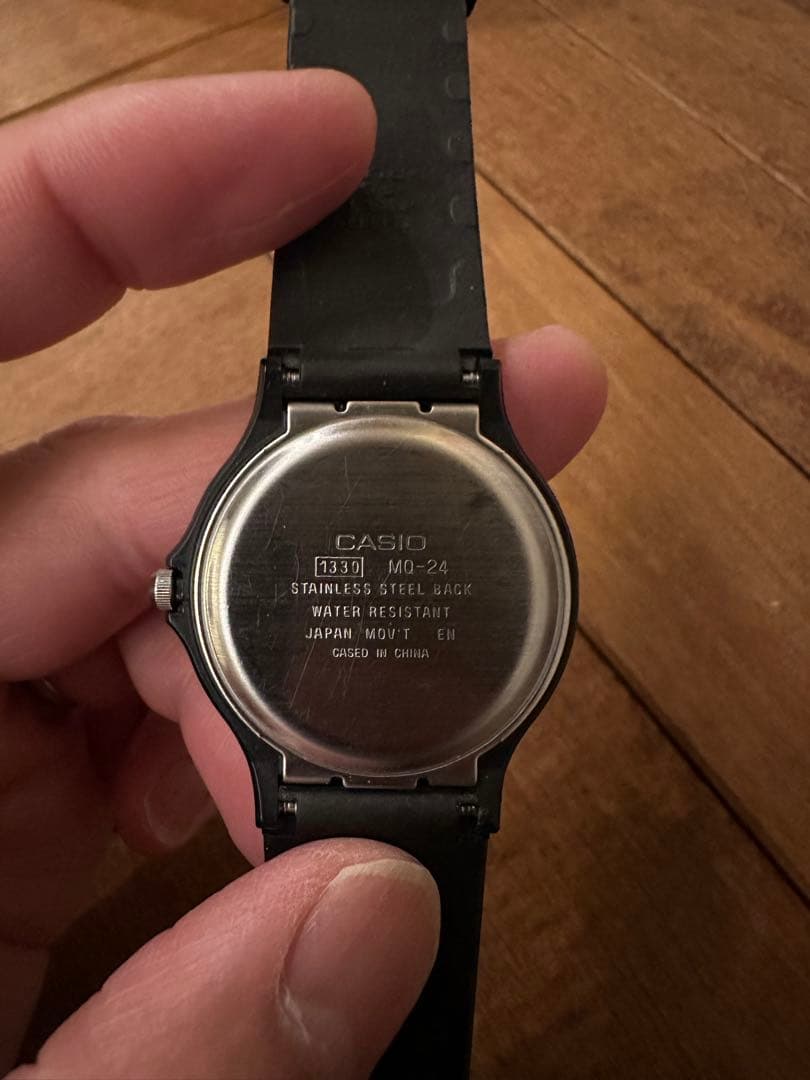 CASIO
1330 MQ-24
STAINLESS STEEL BACK
WATER RESISTANT
JAPAN MOV'T EN
CASED IN CHINA